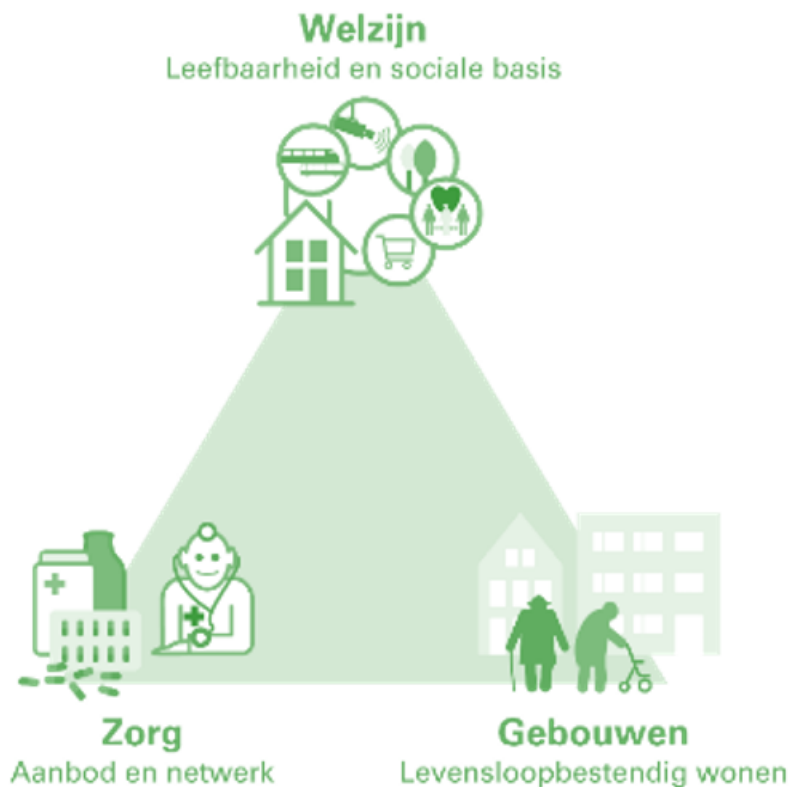 Welzijn
Leefbaarheid en sociale basis
Zorg
Aanbod en netwerk
Gebouwen
Levensloopbestendig wonen